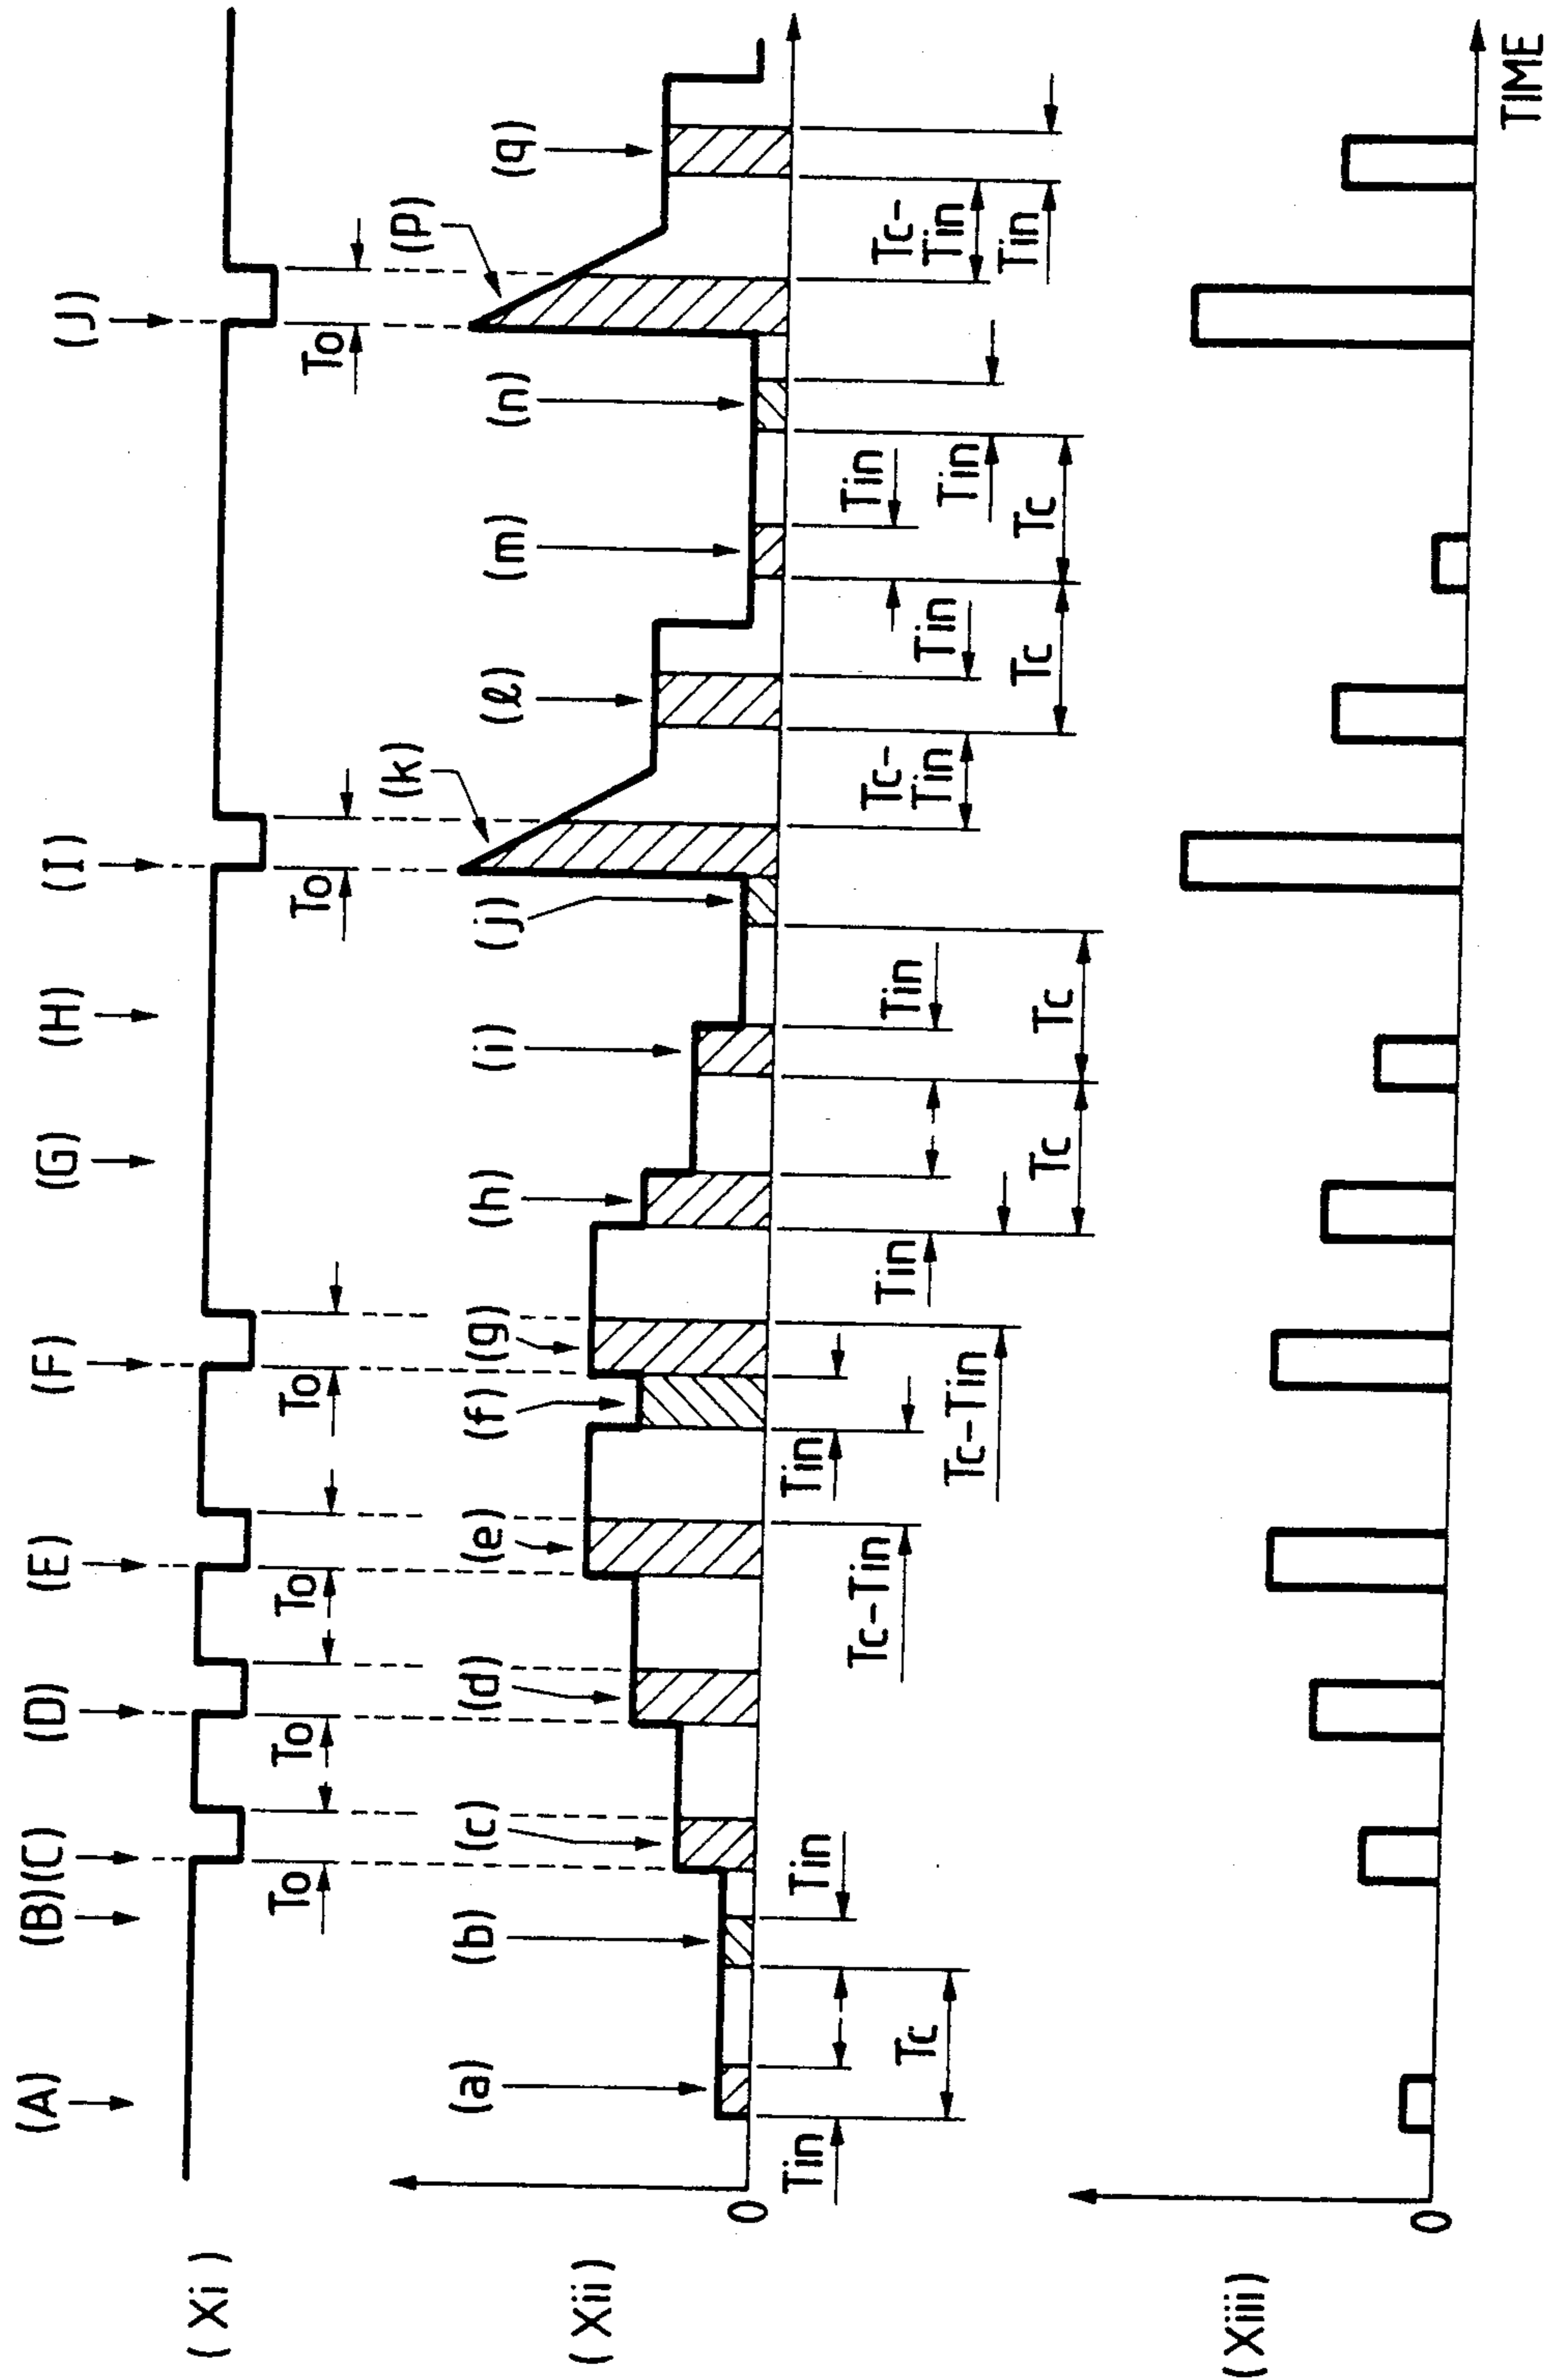 (A) (B)(C) (D) (E) (F) (G) (H) (I) (J)
(Xi)
To To To To To To To
(a) (b) (c) (d) (e) (f) (g) (h) (i) (j) (k) (ℓ) (m) (n) (p) (q)
(Xii)
0
Tin Tin Tin Tin Tin Tin Tin Tin Tin
Tc Tc-Tin Tc-Tin Tc Tc Tc-Tin Tc Tc Tc-Tin
(Xiii)
0
TIME